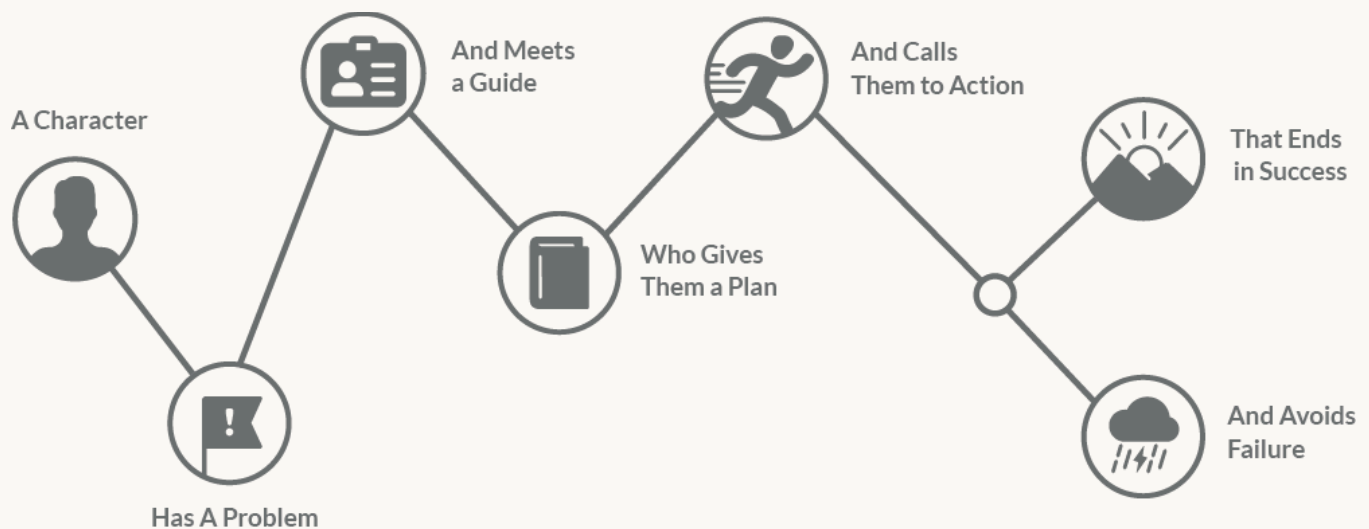 A Character
Has A Problem
And Meets
a Guide
Who Gives
Them a Plan
And Calls
Them to Action
That Ends
in Success
And Avoids
Failure